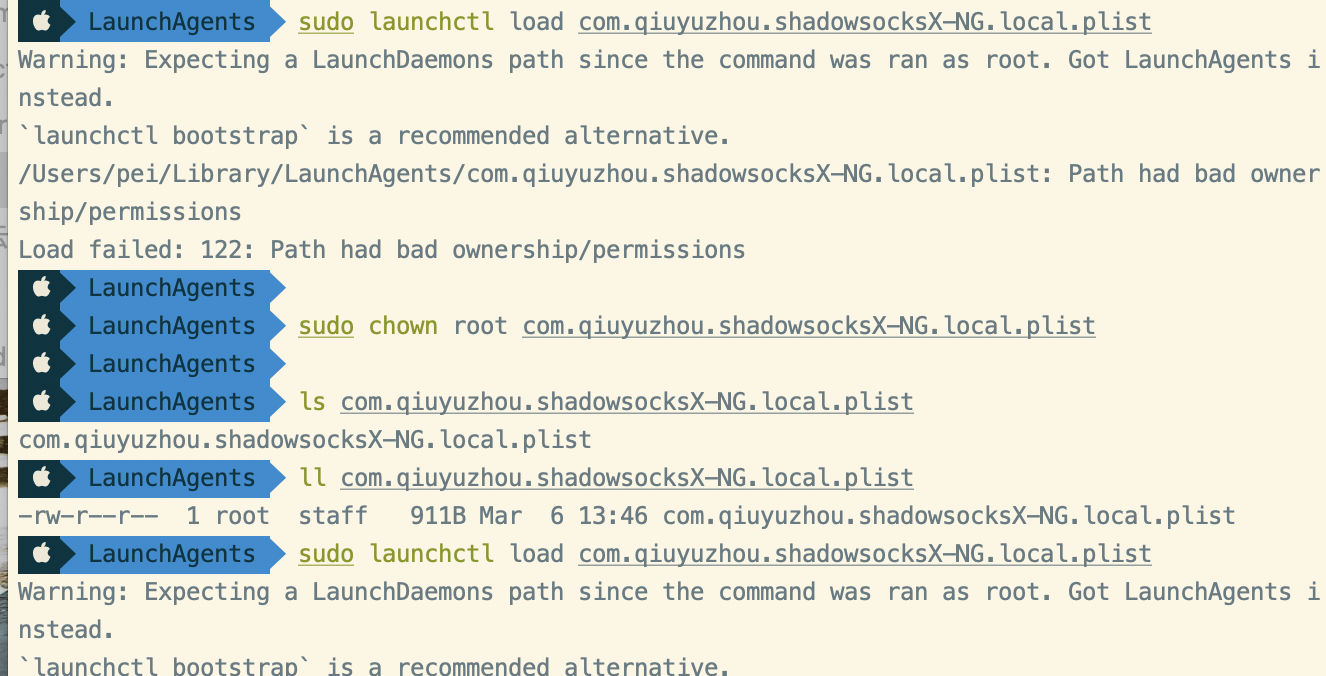 LaunchAgents sudo launchctl load com.qiuyuzhou.shadowsocksX-NG.local.plist
Warning: Expecting a LaunchDaemons path since the command was ran as root. Got LaunchAgents i
nstead.
`launchctl bootstrap` is a recommended alternative.
/Users/pei/Library/LaunchAgents/com.qiuyuzhou.shadowsocksX-NG.local.plist: Path had bad owner
ship/permissions
Load failed: 122: Path had bad ownership/permissions
LaunchAgents
LaunchAgents sudo chown root com.qiuyuzhou.shadowsocksX-NG.local.plist
LaunchAgents
LaunchAgents ls com.qiuyuzhou.shadowsocksX-NG.local.plist
com.qiuyuzhou.shadowsocksX-NG.local.plist
LaunchAgents ll com.qiuyuzhou.shadowsocksX-NG.local.plist
-rw-r--r-- 1 root staff 911B Mar 6 13:46 com.qiuyuzhou.shadowsocksX-NG.local.plist
LaunchAgents sudo launchctl load com.qiuyuzhou.shadowsocksX-NG.local.plist
Warning: Expecting a LaunchDaemons path since the command was ran as root. Got LaunchAgents i
nstead.
`launchctl bootstrap` is a recommended alternative.